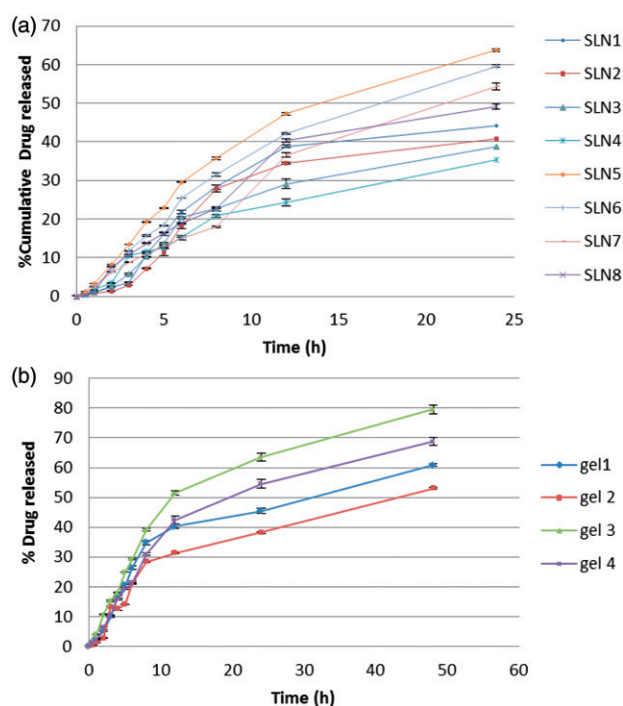 (a)
%Cumulative Drug released
70
60
50
40
30
20
10
0
0 5 10 15 20 25
Time (h)
SLN1
SLN2
SLN3
SLN4
SLN5
SLN6
SLN7
SLN8
(b)
% Drug released
90
80
70
60
50
40
30
20
10
0
0 10 20 30 40 50 60
Time (h)
gel1
gel 2
gel 3
gel 4